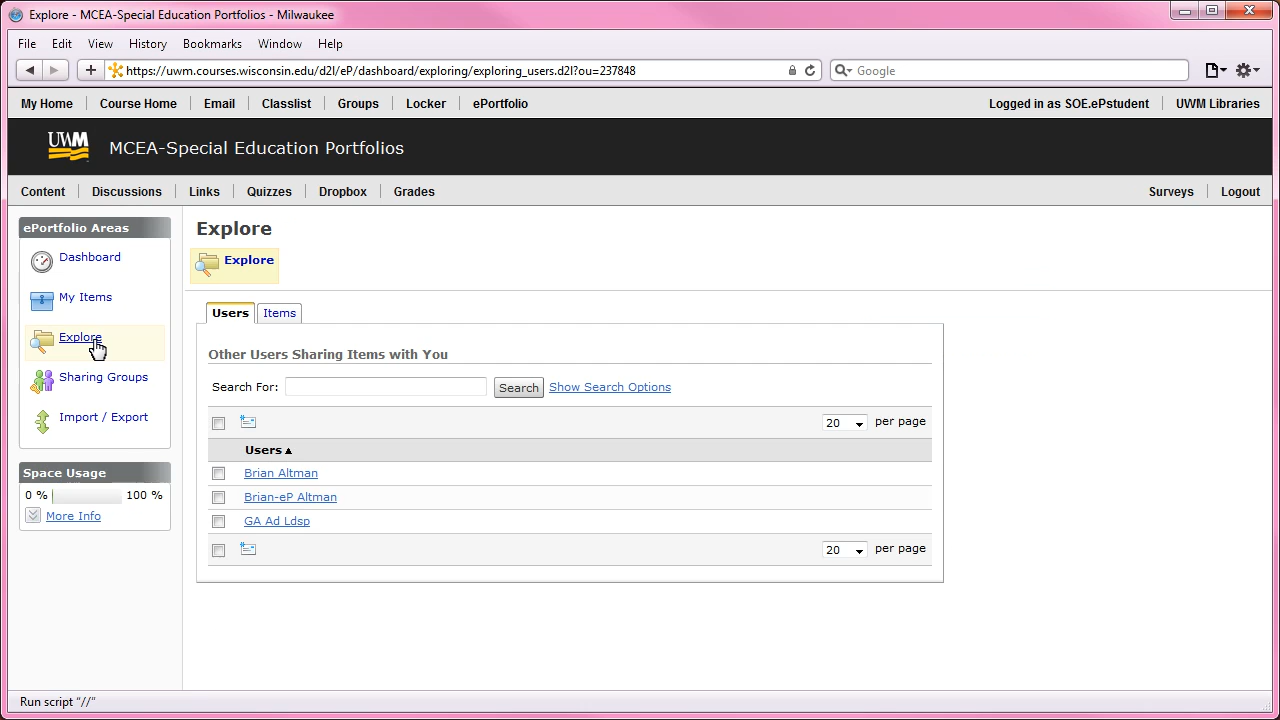 Explore - MCEA-Special Education Portfolios - Milwaukee
File Edit View History Bookmarks Window Help
https://uwm.courses.wisconsin.edu/d2l/eP/dashboard/exploring/exploring_users.d2l?ou=237848 Google
My Home Course Home Email Classlist Groups Locker ePortfolio Logged in as SOE.ePstudent UWM Libraries
UWM MCEA-Special Education Portfolios
Content Discussions Links Quizzes Dropbox Grades Surveys Logout
ePortfolio Areas
Dashboard
My Items
Explore
Sharing Groups
Import / Export
Space Usage
0 % 100 %
More Info
Explore
Explore
Users Items
Other Users Sharing Items with You
Search For: Search Show Search Options
20 per page
Users
Brian Altman
Brian-eP Altman
GA Ad Ldsp
20 per page
Run script "//"